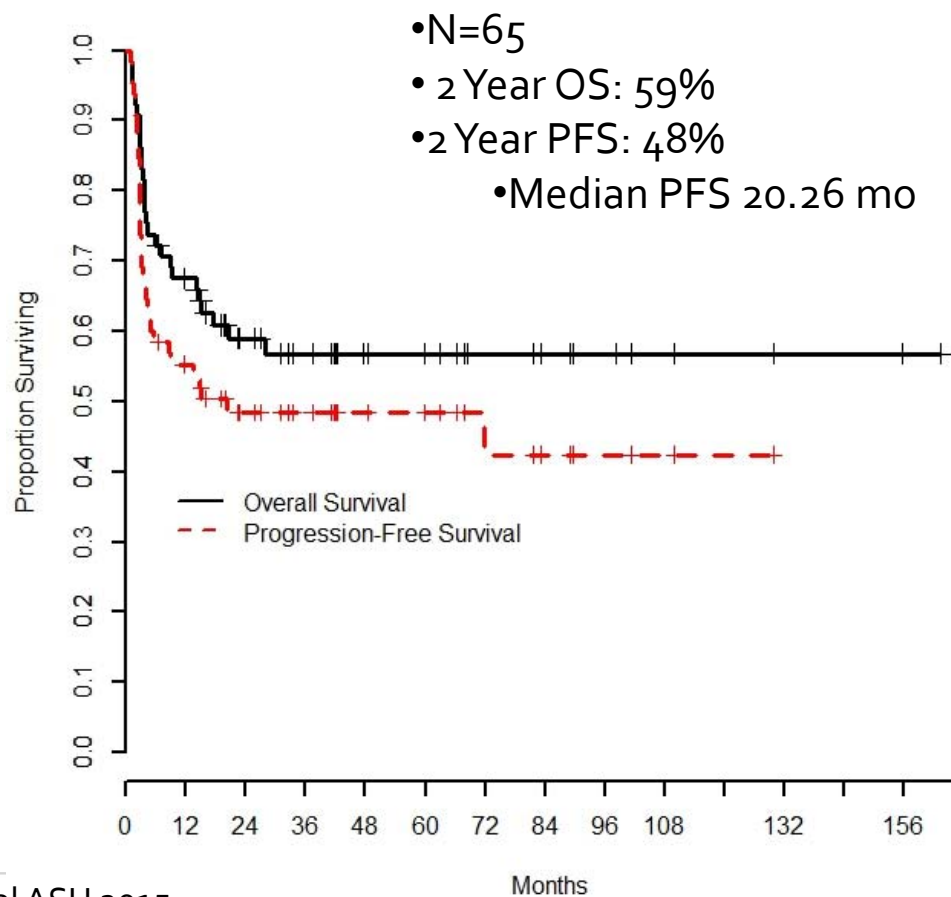 •N=65
• 2 Year OS: 59%
•2 Year PFS: 48%
•Median PFS 20.26 mo
1.0
0.9
0.8
0.7
0.6
0.5
0.4
0.3
0.2
0.1
0.0
Proportion Surviving
Overall Survival
Progression-Free Survival
0 12 24 36 48 60 72 84 96 108 132 156
Months
ASH